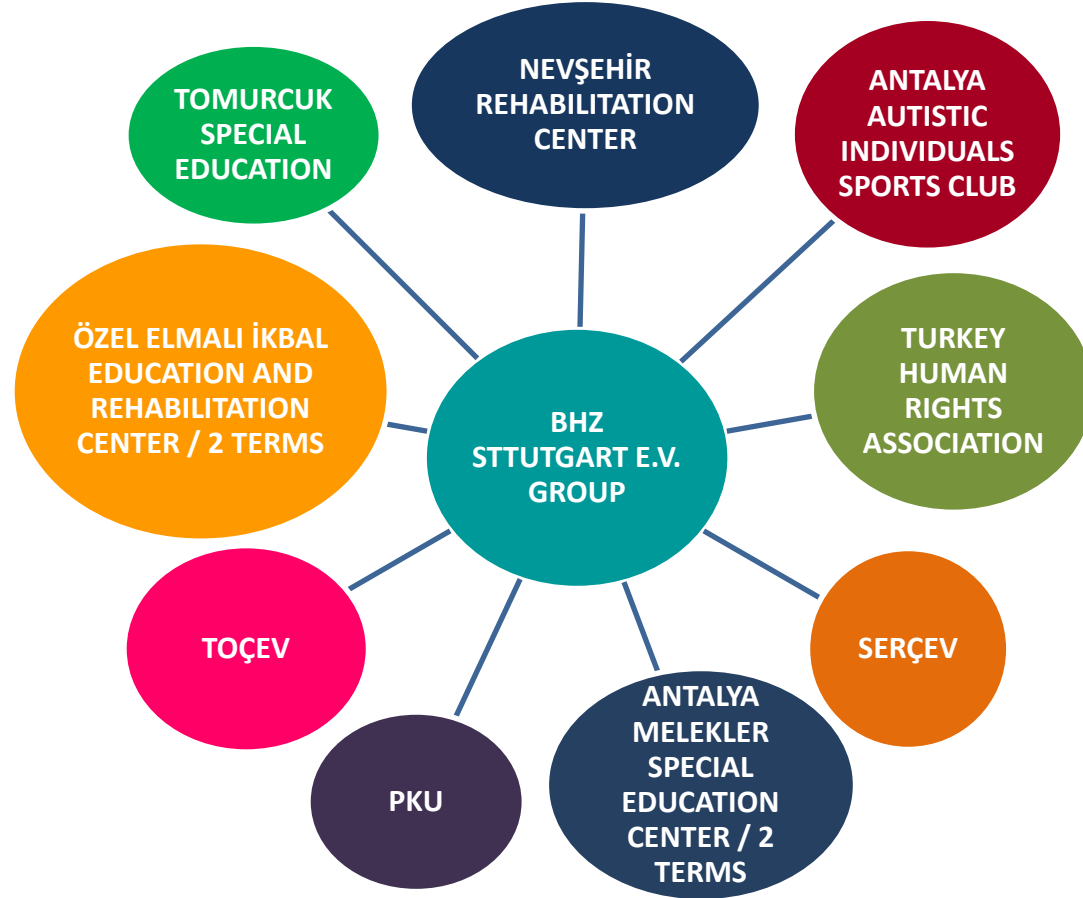 NEVŞEHİR
REHABILITATION
CENTER
ANTALYA
AUTISTIC
INDIVIDUALS
SPORTS CLUB
TURKEY
HUMAN
RIGHTS
ASSOCIATION
SERÇEV
ANTALYA
MELEKLER
SPECIAL
EDUCATION
CENTER / 2
TERMS
PKU
TOÇEV
ÖZEL ELMALI İKBAL
EDUCATION AND
REHABILITATION
CENTER / 2 TERMS
TOMURCUK
SPECIAL
EDUCATION
BHZ
STTUTGART E.V.
GROUP